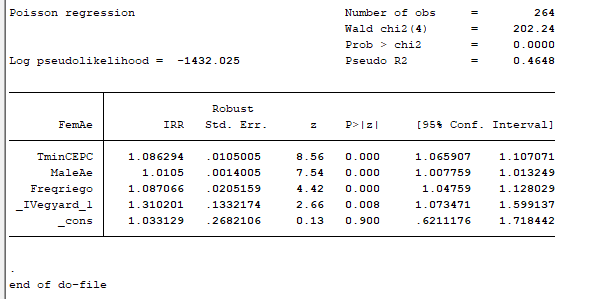 Poisson regression Number of obs = 264
Wald chi2(4) = 202.24
Prob > chi2 = 0.0000
Log pseudolikelihood = -1432.025 Pseudo R2 = 0.4648
Robust
FemAe IRR Std. Err. z P>|z| [95% Conf. Interval]
TminCEPC 1.086294 .0105005 8.56 0.000 1.065907 1.107071
MaleAe 1.0105 .0014005 7.54 0.000 1.007759 1.013249
Freqriego 1.087066 .0205159 4.42 0.000 1.04759 1.128029
_IVegyard_1 1.310201 .1332174 2.66 0.008 1.073471 1.599137
_cons 1.033129 .2682106 0.13 0.900 .6211176 1.718442
.
end of do-file